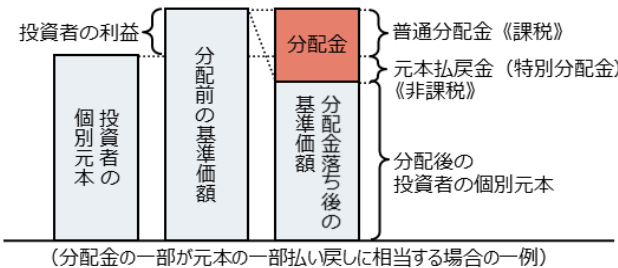 投資者の利益
投資者の
個別元本
分配前の基準価額
分配金
分配金落ち後の
基準価額
普通分配金《課税》
元本払戻金（特別分配金）
《非課税》
分配後の
投資者の個別元本
（分配金の一部が元本の一部払い戻しに相当する場合の一例）